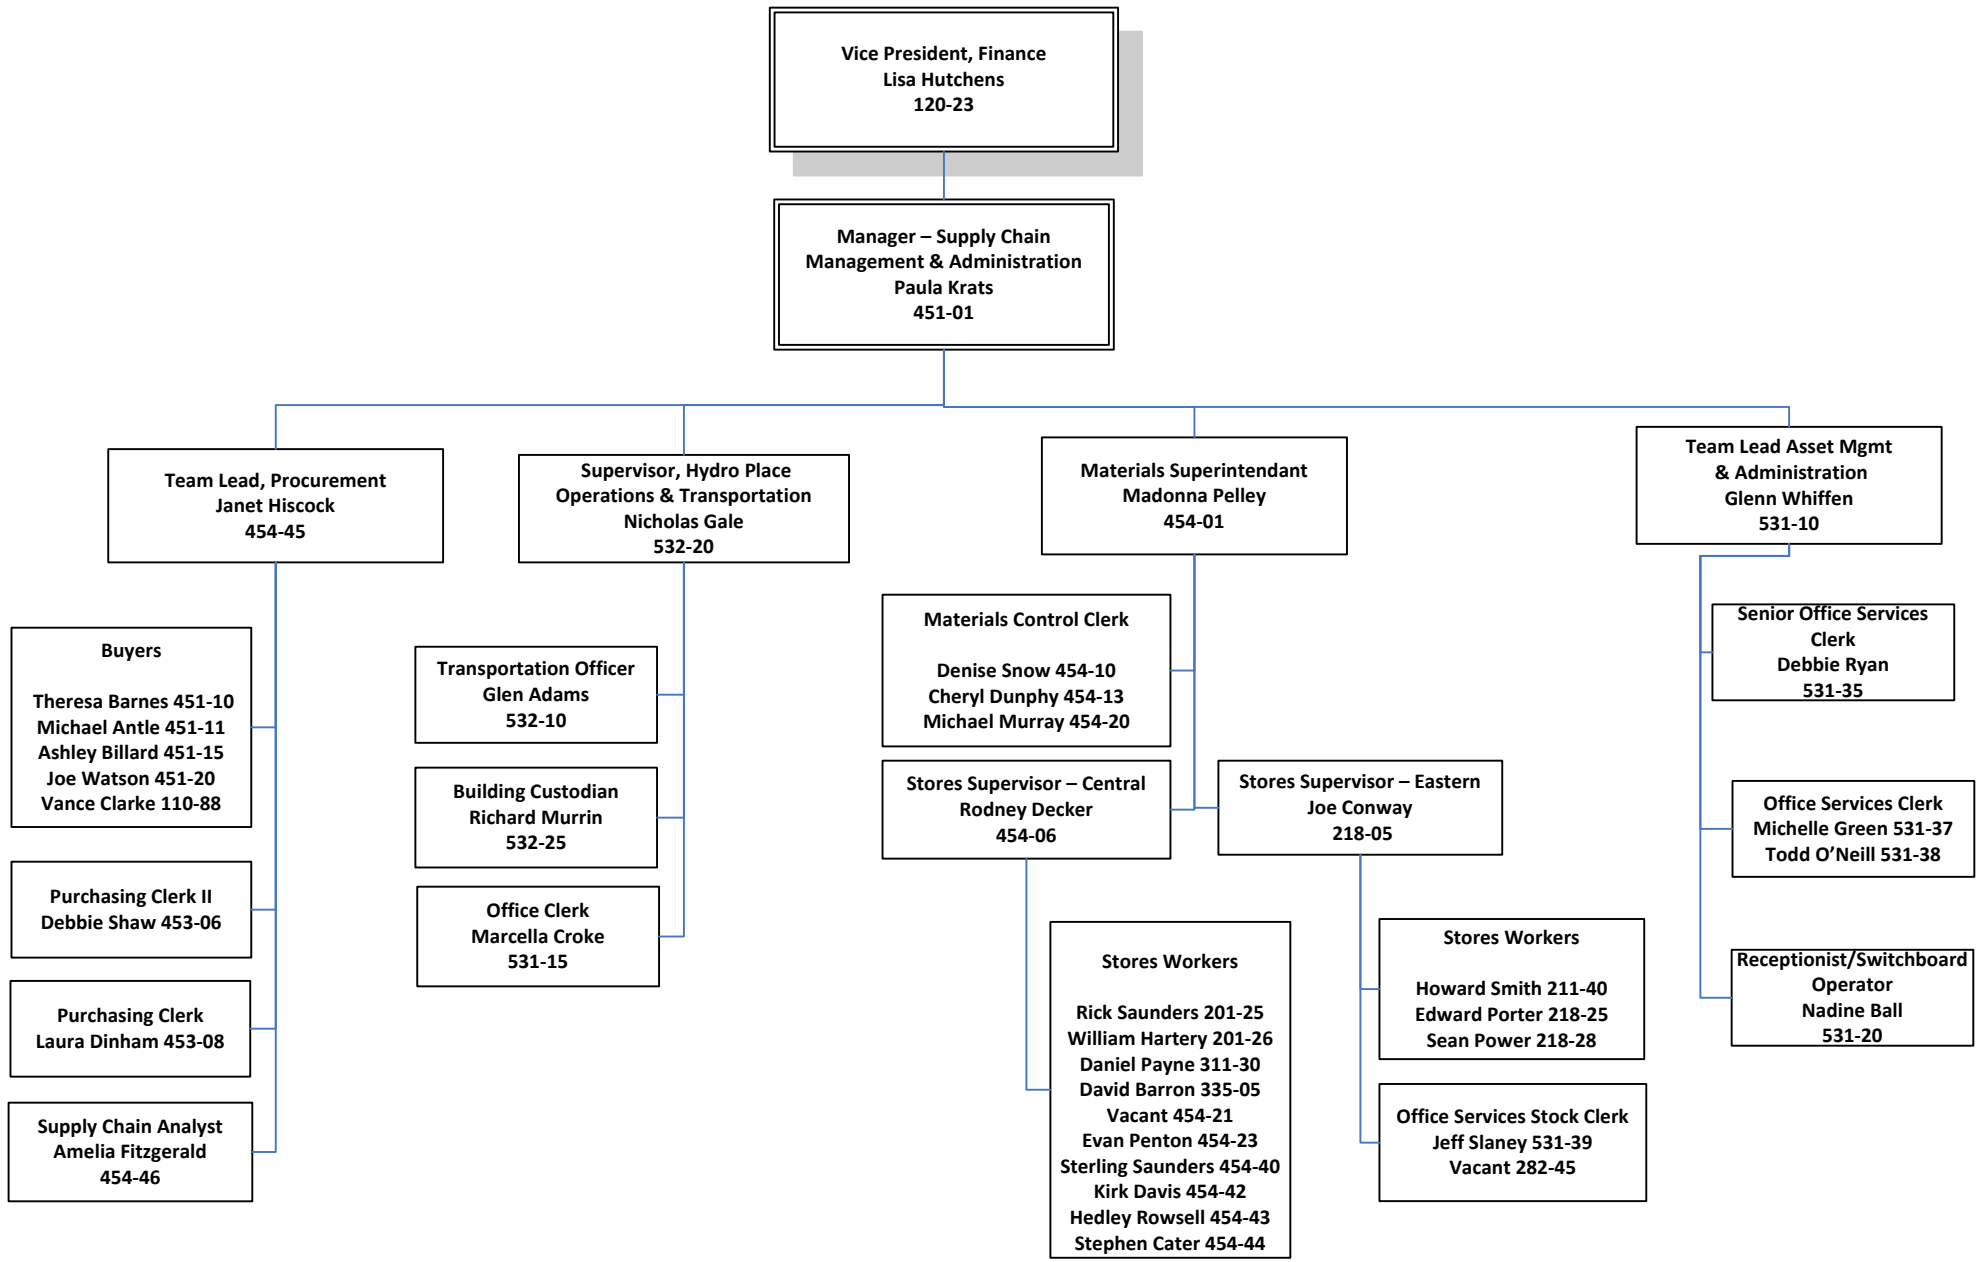 Vice President, Finance
Lisa Hutchens
120-23
Manager – Supply Chain
Management & Administration
Paula Krats
451-01
Team Lead, Procurement
Janet Hiscock
454-45
Supervisor, Hydro Place
Operations & Transportation
Nicholas Gale
532-20
Materials Superintendant
Madonna Pelley
454-01
Team Lead Asset Mgmt
& Administration
Glenn Whiffen
531-10
Buyers
Theresa Barnes 451-10
Michael Antle 451-11
Ashley Billard 451-15
Joe Watson 451-20
Vance Clarke 110-88
Purchasing Clerk II
Debbie Shaw 453-06
Purchasing Clerk
Laura Dinham 453-08
Supply Chain Analyst
Amelia Fitzgerald
454-46
Transportation Officer
Glen Adams
532-10
Building Custodian
Richard Murrin
532-25
Office Clerk
Marcella Croke
531-15
Materials Control Clerk
Denise Snow 454-10
Cheryl Dunphy 454-13
Michael Murray 454-20
Stores Supervisor – Central
Rodney Decker
454-06
Stores Workers
Rick Saunders 201-25
William Hartery 201-26
Daniel Payne 311-30
David Barron 335-05
Vacant 454-21
Evan Penton 454-23
Sterling Saunders 454-40
Kirk Davis 454-42
Hedley Rowsell 454-43
Stephen Cater 454-44
Stores Supervisor – Eastern
Joe Conway
218-05
Stores Workers
Howard Smith 211-40
Edward Porter 218-25
Sean Power 218-28
Office Services Stock Clerk
Jeff Slaney 531-39
Vacant 282-45
Senior Office Services
Clerk
Debbie Ryan
531-35
Office Services Clerk
Michelle Green 531-37
Todd O’Neill 531-38
Receptionist/Switchboard
Operator
Nadine Ball
531-20